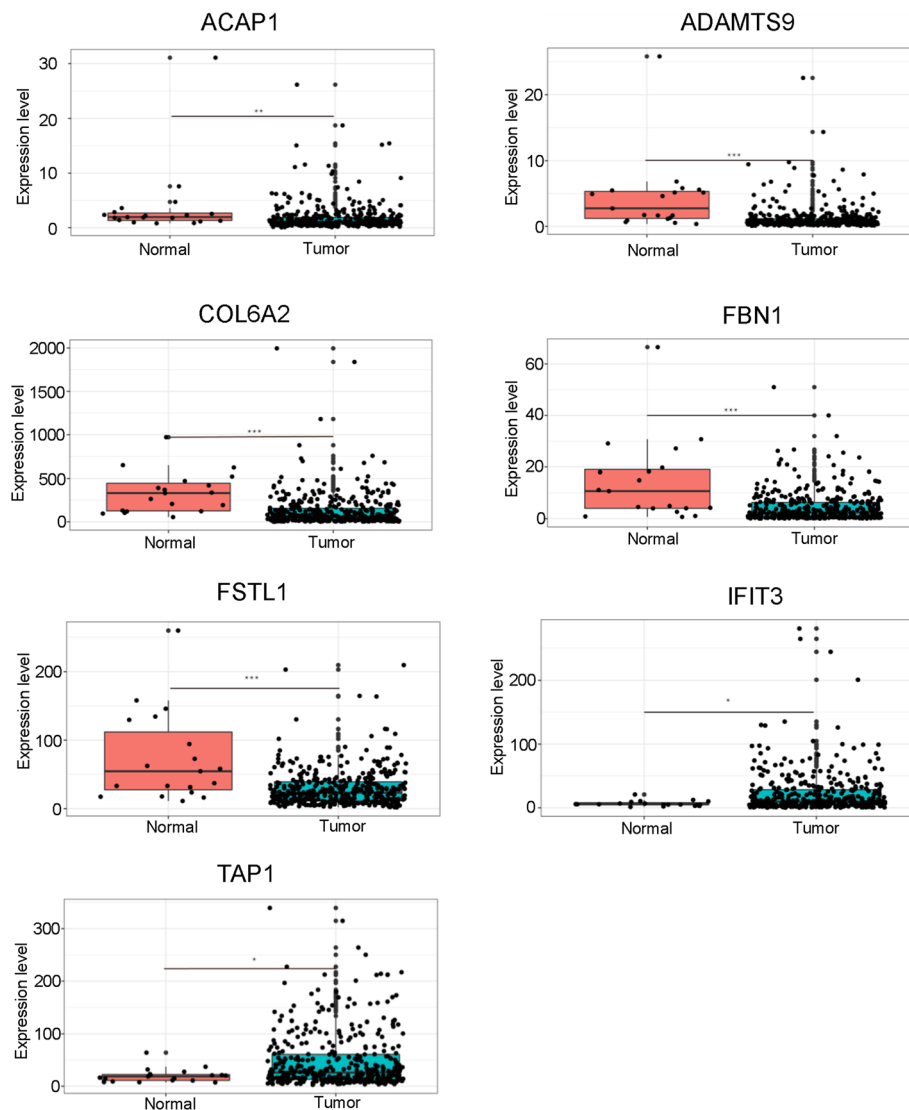 ACAP1
Expression level
30
20
10
0
**
Normal
Tumor
ADAMTS9
Expression level
20
10
0
***
Normal
Tumor
COL6A2
Expression level
2000
1500
1000
500
0
***
Normal
Tumor
FBN1
Expression level
60
40
20
0
***
Normal
Tumor
FSTL1
Expression level
200
100
50
0
***
Normal
Tumor
IFIT3
Expression level
200
100
0
*
Normal
Tumor
TAP1
Expression level
300
200
100
50
0
*
Normal
Tumor